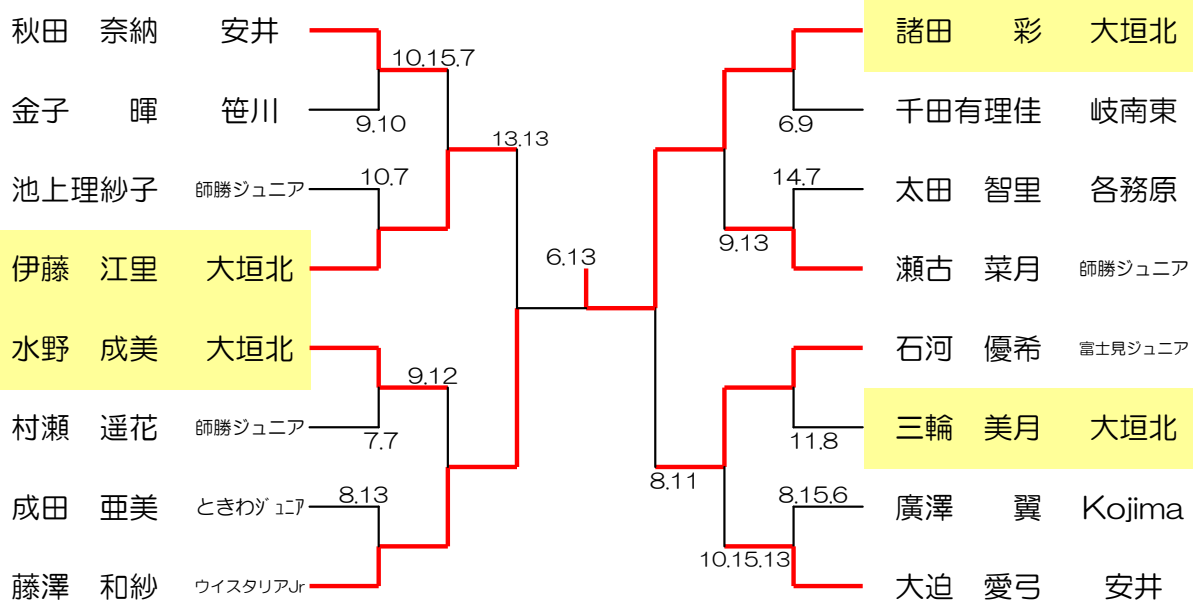 秋田 奈納 安井
10.15.7
金子 暉 笹川
9.10
13.13
池上理紗子 師勝ジュニア
10.7
伊藤 江里 大垣北
6.13
水野 成美 大垣北
9.12
村瀬 遥花 師勝ジュニア
7.7
成田 亜美 ときわジュニア
8.13
藤澤 和紗 ウイスタリアJr
諸田 彩 大垣北
千田有理佳 岐南東
6.9
太田 智里 各務原
14.7
9.13
瀬古 菜月 師勝ジュニア
石河 優希 富士見ジュニア
三輪 美月 大垣北
11.8
8.11
廣澤 翼 Kojima
8.15.6
10.15.13
大迫 愛弓 安井